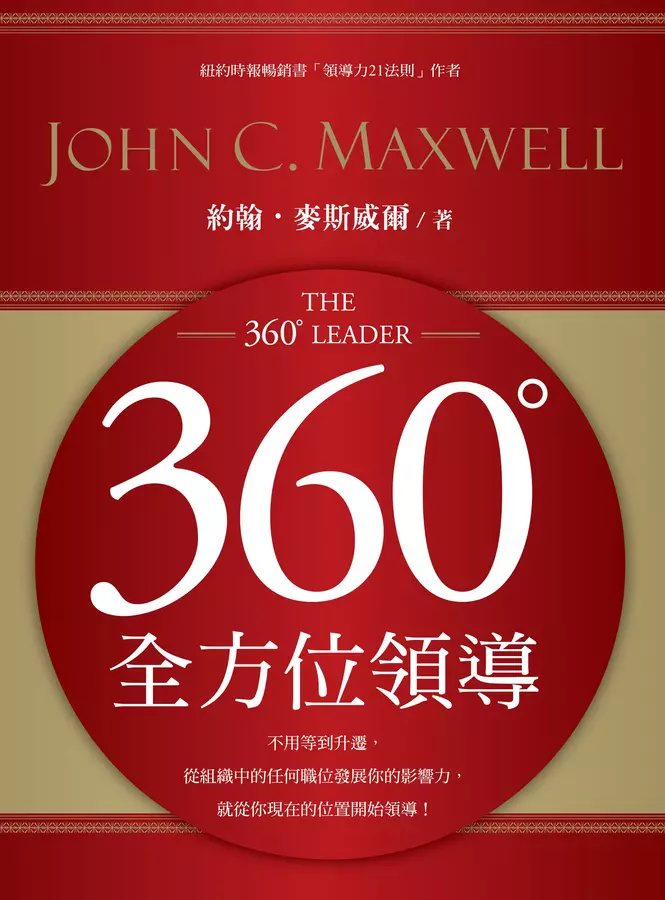 紐約時報暢銷書「領導力21法則」作者
JOHN C. MAXWELL
約翰・麥斯威爾/著
THE
360° LEADER
360°
全方位領導
不用等到升遷，
從組織中的任何職位發展你的影響力，
就從你現在的位置開始領導！